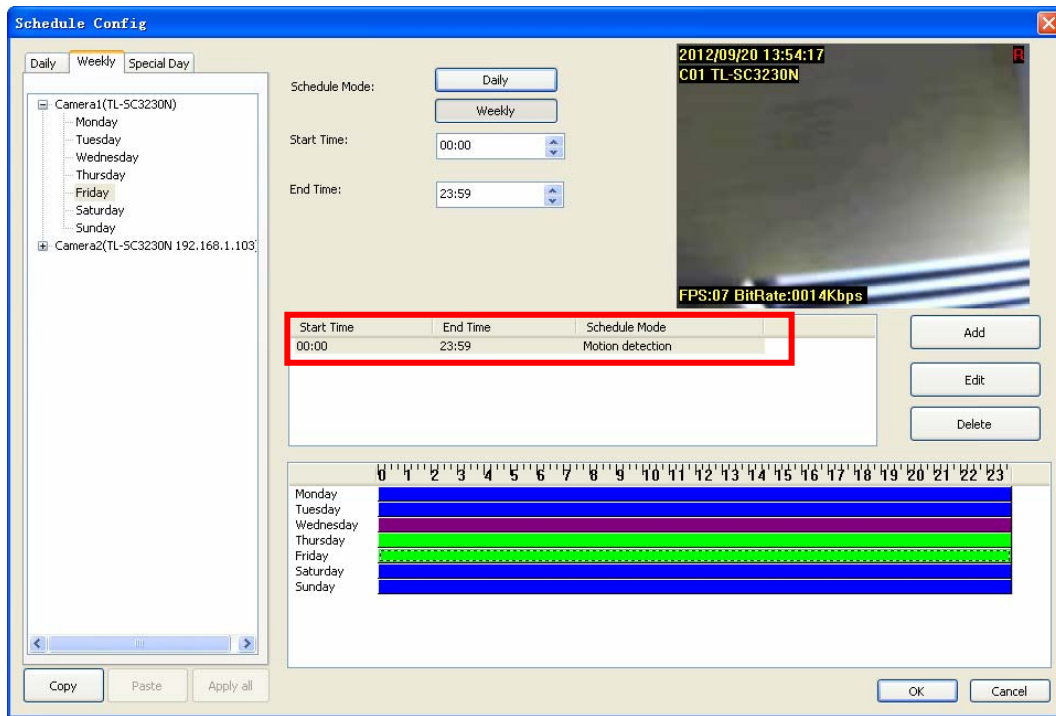 Schedule Config
Daily
Weekly
Special Day
Camera1(TL-SC3230N)
Monday
Tuesday
Wednesday
Thursday
Friday
Saturday
Sunday
Camera2(TL-SC3230N 192.168.1.103
Copy
Paste
Apply all
Schedule Mode:
Daily
Weekly
Start Time:
00:00
End Time:
23:59
2012/09/20 13:54:17
R
C01 TL-SC3230N
FPS:07 BitRate:0014Kbps
Start Time End Time Schedule Mode
00:00 23:59 Motion detection
Add
Edit
Delete
0 1 2 3 4 5 6 7 8 9 10 11 12 13 14 15 16 17 18 19 20 21 22 23
Monday
Tuesday
Wednesday
Thursday
Friday
Saturday
Sunday
OK
Cancel